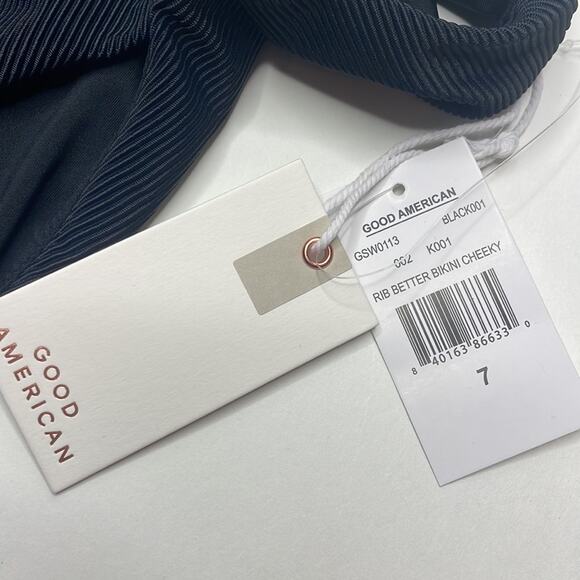 GOOD
AMERICAN
GOOD AMERICAN
GSW0113 BLACK001
002 K001
RIB BETTER BIKINI CHEEKY
8 40163 86633 0
7